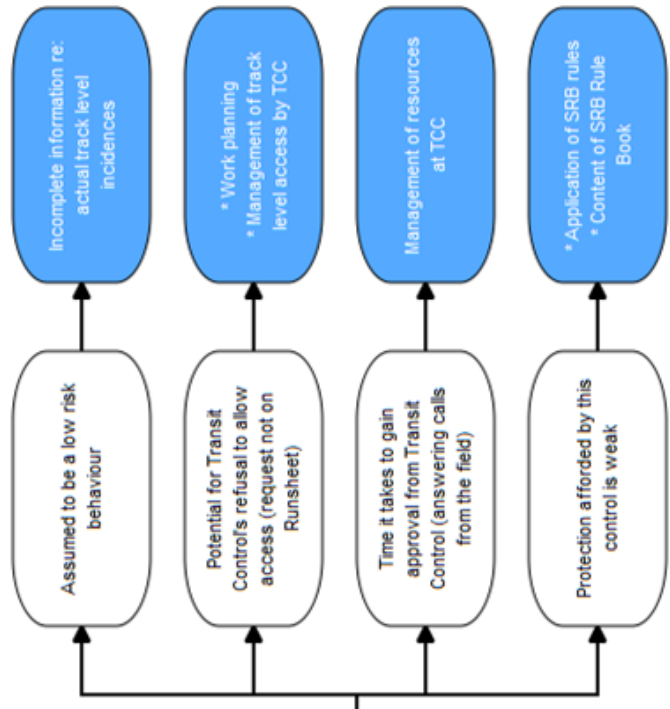 Incomplete information re:
actual track level
incidences
* Work planning
* Management of track
level access by TCC
Management of resources
at TCC
* Application of SRB rules
* Content of SRB Rule
Book
Assumed to be a low risk
behaviour
Potential for Transit
Control's refusal to allow
access (request not on
Runsheet)
Time it takes to gain
approval from Transit
Control (answering calls
from the field)
Protection afforded by this
control is weak